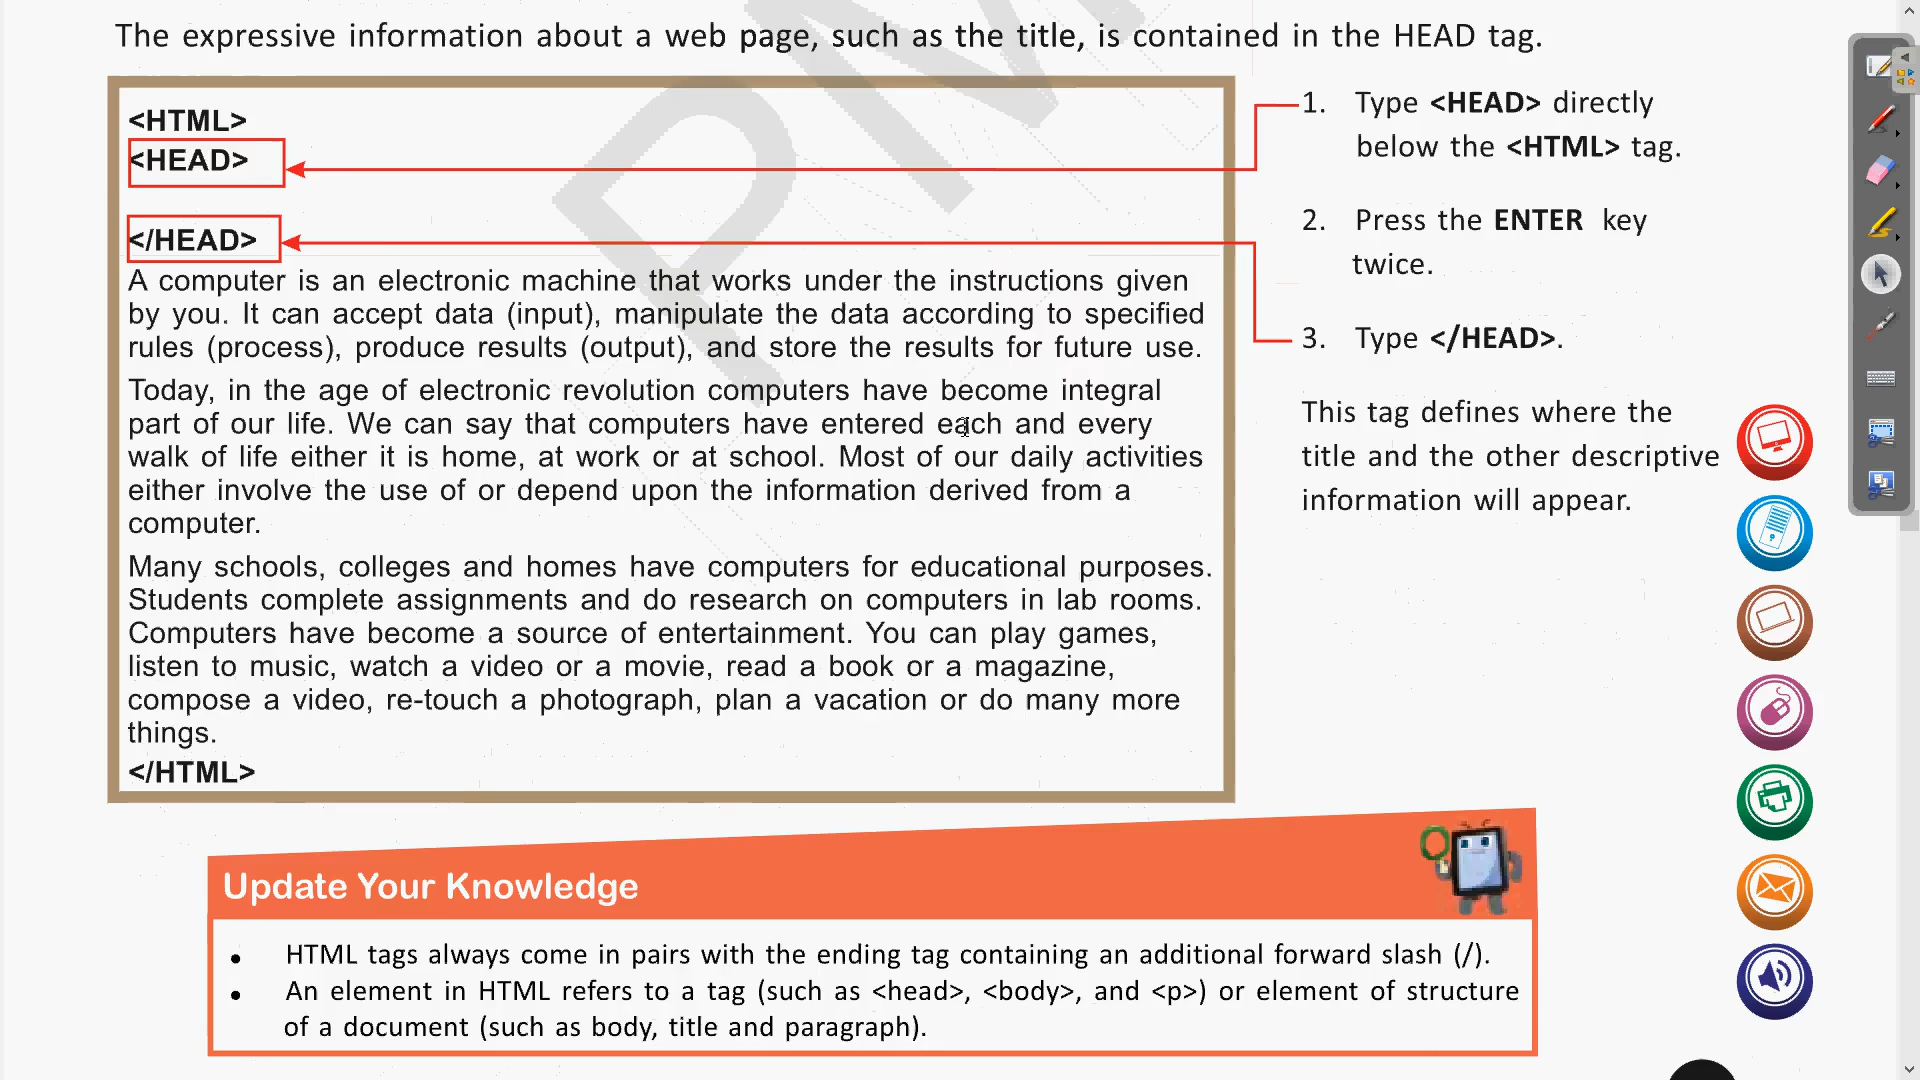 The expressive information about a web page, such as the title, is contained in the HEAD tag.
<HTML>
<HEAD>
</HEAD>
A computer is an electronic machine that works under the instructions given
by you. It can accept data (input), manipulate the data according to specified
rules (process), produce results (output), and store the results for future use.
Today, in the age of electronic revolution computers have become integral
part of our life. We can say that computers have entered each and every
walk of life either it is home, at work or at school. Most of our daily activities
either involve the use of or depend upon the information derived from a
computer.
Many schools, colleges and homes have computers for educational purposes.
Students complete assignments and do research on computers in lab rooms.
Computers have become a source of entertainment. You can play games,
listen to music, watch a video or a movie, read a book or a magazine,
compose a video, re-touch a photograph, plan a vacation or do many more
things.
</HTML>
1. Type <HEAD> directly
below the <HTML> tag.
2. Press the ENTER key
twice.
3. Type </HEAD>.
This tag defines where the
title and the other descriptive
information will appear.
Update Your Knowledge
• HTML tags always come in pairs with the ending tag containing an additional forward slash (/).
• An element in HTML refers to a tag (such as <head>, <body>, and <p>) or element of structure
of a document (such as body, title and paragraph).